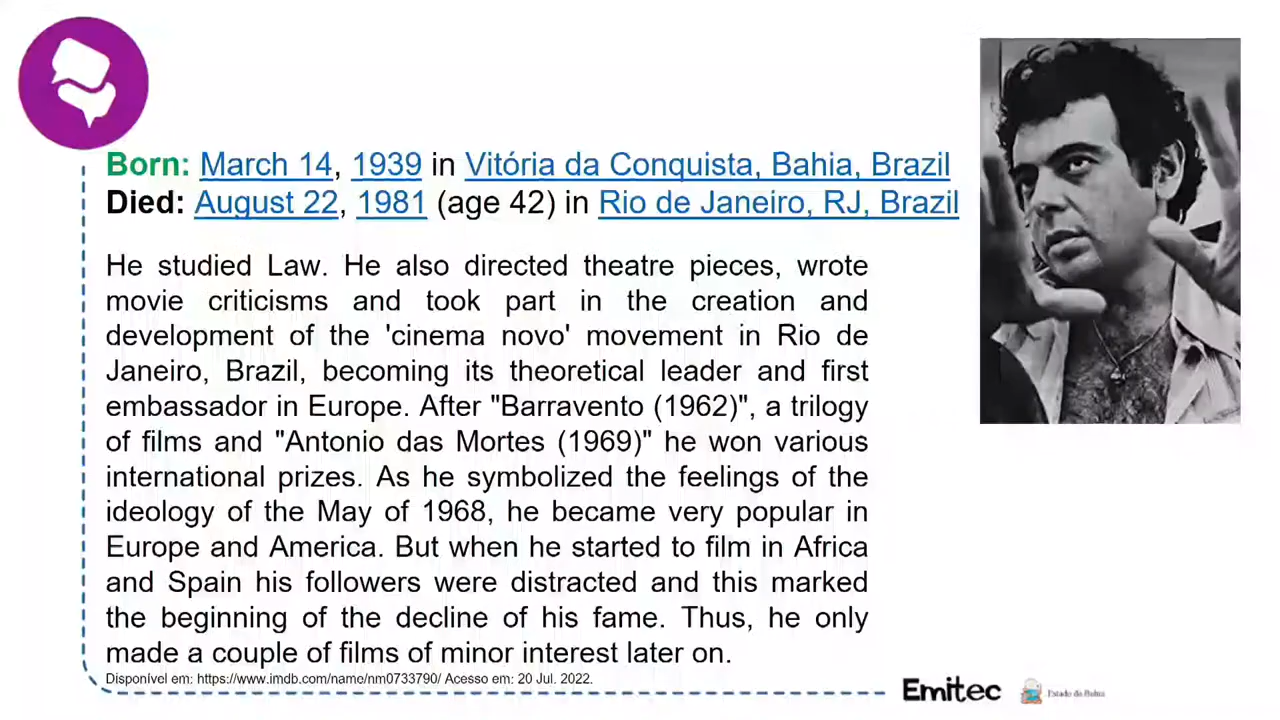 Born: March 14, 1939 in Vitória da Conquista, Bahia, Brazil
Died: August 22, 1981 (age 42) in Rio de Janeiro, RJ, Brazil
He studied Law. He also directed theatre pieces, wrote
movie criticisms and took part in the creation and
development of the 'cinema novo' movement in Rio de
Janeiro, Brazil, becoming its theoretical leader and first
embassador in Europe. After "Barravento (1962)", a trilogy
of films and "Antonio das Mortes (1969)" he won various
international prizes. As he symbolized the feelings of the
ideology of the May of 1968, he became very popular in
Europe and America. But when he started to film in Africa
and Spain his followers were distracted and this marked
the beginning of the decline of his fame. Thus, he only
made a couple of films of minor interest later on.
Disponível em: https://www.imdb.com/name/nm0733790/ Acesso em: 20 Jul. 2022.
Emitec
Estado da Bahia